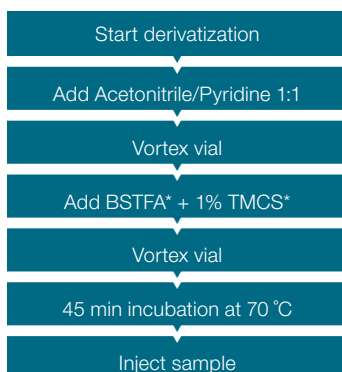 Start derivatization
Add Acetonitrile/Pyridine 1:1
Vortex vial
Add BSTFA* + 1% TMCS*
Vortex vial
45 min incubation at 70 ˚C
Inject sample